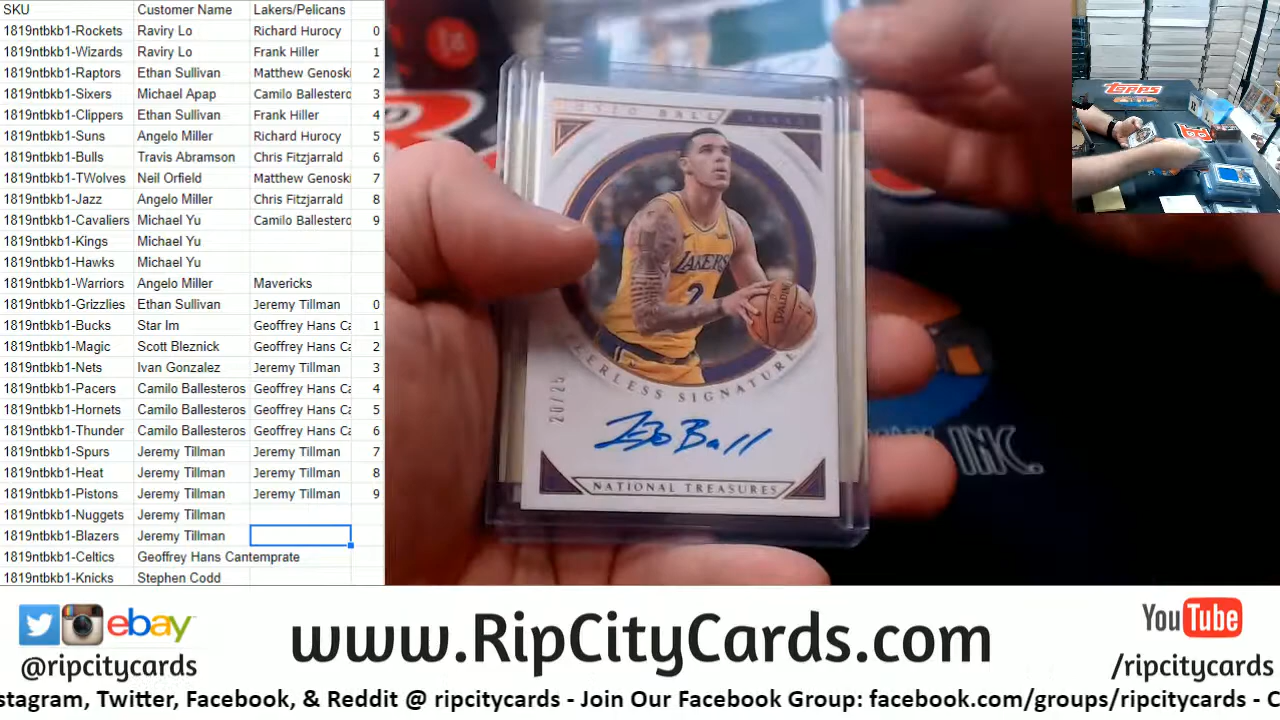 SKU Customer Name Lakers/Pelicans
1819ntbkb1-Rockets Raviry Lo Richard Hurocy 0
1819ntbkb1-Wizards Raviry Lo Frank Hiller 1
1819ntbkb1-Raptors Ethan Sullivan Matthew Genoski 2
1819ntbkb1-Sixers Michael Apap Camilo Ballestero 3
1819ntbkb1-Clippers Ethan Sullivan Frank Hiller 4
1819ntbkb1-Suns Angelo Miller Richard Hurocy 5
1819ntbkb1-Bulls Travis Abramson Chris Fitzjarrald 6
1819ntbkb1-TWolves Neil Orfield Matthew Genoski 7
1819ntbkb1-Jazz Angelo Miller Chris Fitzjarrald 8
1819ntbkb1-Cavaliers Michael Yu Camilo Ballestero 9
1819ntbkb1-Kings Michael Yu
1819ntbkb1-Hawks Michael Yu
1819ntbkb1-Warriors Angelo Miller Mavericks
1819ntbkb1-Grizzlies Ethan Sullivan Jeremy Tillman 0
1819ntbkb1-Bucks Star Im Geoffrey Hans Ca 1
1819ntbkb1-Magic Scott Bleznick Geoffrey Hans Ca 2
1819ntbkb1-Nets Ivan Gonzalez Jeremy Tillman 3
1819ntbkb1-Pacers Camilo Ballesteros Geoffrey Hans Ca 4
1819ntbkb1-Hornets Camilo Ballesteros Geoffrey Hans Ca 5
1819ntbkb1-Thunder Camilo Ballesteros Geoffrey Hans Ca 6
1819ntbkb1-Spurs Jeremy Tillman Jeremy Tillman 7
1819ntbkb1-Heat Jeremy Tillman Jeremy Tillman 8
1819ntbkb1-Pistons Jeremy Tillman Jeremy Tillman 9
1819ntbkb1-Nuggets Jeremy Tillman
1819ntbkb1-Blazers Jeremy Tillman
1819ntbkb1-Celtics Geoffrey Hans Cantemprate
1819ntbkb1-Knicks Stephen Codd
TOPPS
BALL
LAKERS
2
SPALDING
PEERLESS SIGNATURES
20/25
NATIONAL TREASURES
INC.
ebay
@ripcitycards
www.RipCityCards.com
YouTube
/ripcitycards
nstagram, Twitter, Facebook, & Reddit @ ripcitycards - Join Our Facebook Group: facebook.com/groups/ripcitycards - C